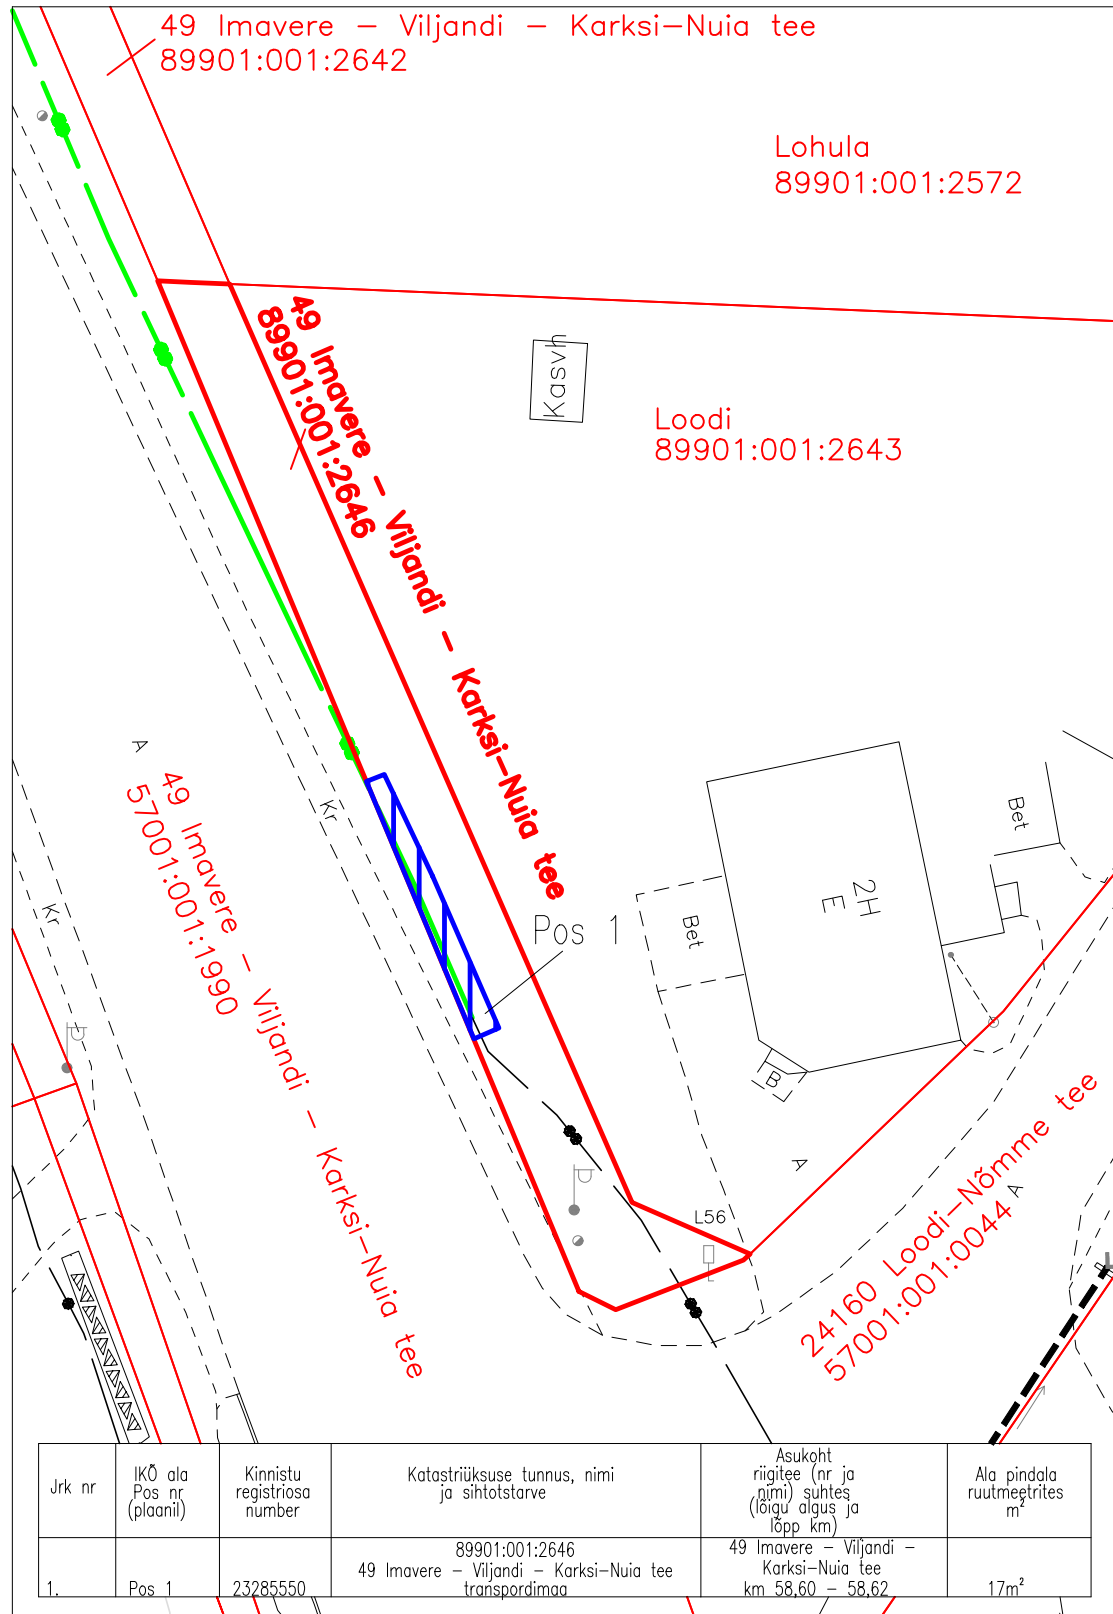 49 Imavere – Viljandi – Karksi-Nuia tee
89901:001:2642
Lohula
89901:001:2572
49 Imavere – Viljandi – Karksi-Nuia tee
89901:001:2646
Kasvh
Loodi
89901:001:2643
A
49 Imavere – Viljandi – Karksi-Nuia tee
57001:001:1990
Kr
Kr
Pos 1
Bet
Bet
2H
E
B
A
L56
24160 Loodi-Nõmme tee
57001:001:0044
A
Jrk nr
IKÕ ala
Pos nr
(plaanil)
Kinnistu
registriosa
number
Katastriüksuse tunnus, nimi
ja sihtotstarve
Asukoht
riigitee (nr ja
nimi) suhtes
(lõigu algus ja
lõpp km)
Ala pindala
ruutmeetrites
m²
1.
Pos 1
23285550
89901:001:2646
49 Imavere – Viljandi – Karksi-Nuia tee
transpordimaa
49 Imavere – Viljandi –
Karksi-Nuia tee
km 58,60 – 58,62
17m²